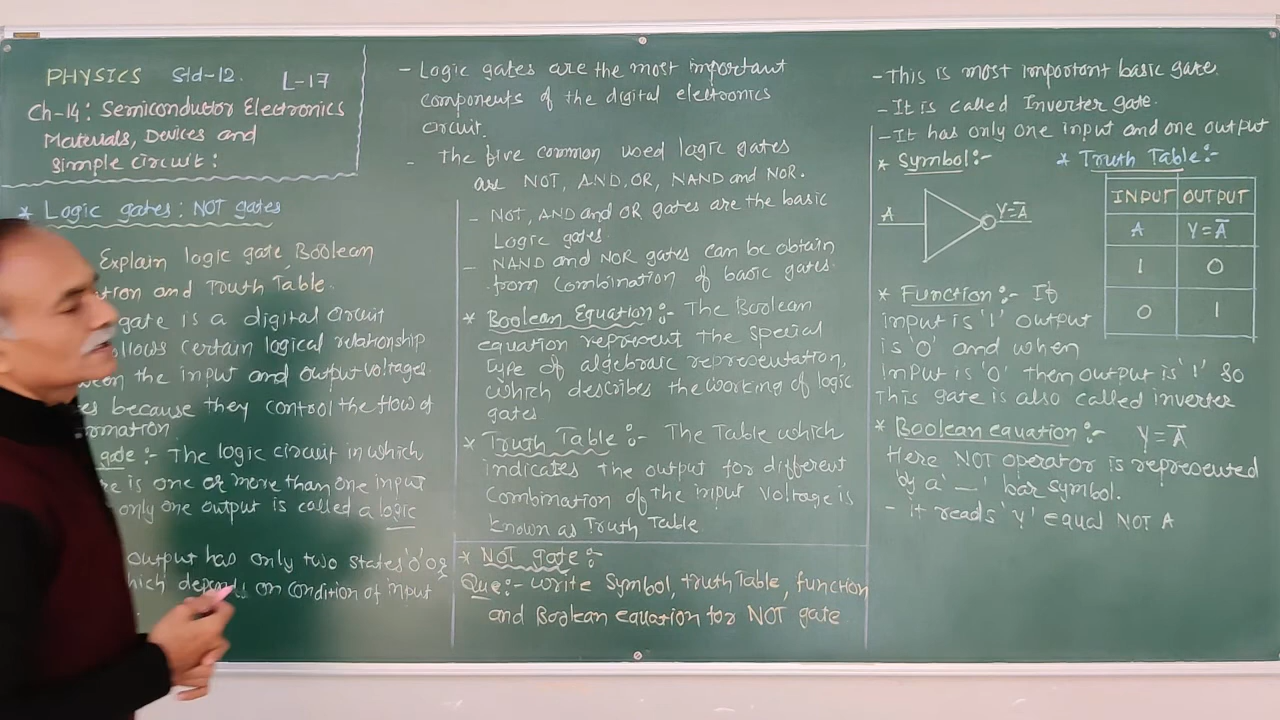 PHYSICS Std-12. L-17
Ch-14: Semiconductor Electronics
Materials, Devices and
Simple circuit:
* Logic gates: NOT gates
Explain logic gate, Boolean
and Truth Table.
gate is a digital circuit
certain logical relationship
the input and output voltages.
because they control the flow of
gate :- The logic circuit in which
is one or more than one input
only one output is called a logic
output has only two states '0' or
depends on condition of input
- Logic gates are the most important
components of the digital electronics
circuit.
- The five common used logic gates
are NOT, AND, OR, NAND and NOR.
- NOT, AND and OR gates are the basic
Logic gates.
- NAND and NOR gates can be obtain
from combination of basic gates.
* Boolean Equation :- The Boolean
equation represent the special
type of algebraic representation,
which describes the working of logic
gates
* Truth Table :- The Table which
indicates the output for different
combination of the input voltage is
known as Truth Table
* NOT gate :-
Que :- write symbol, truth Table, function
and Boolean equation for NOT gate
- This is most important basic gate.
- It is called Inverter gate.
- It has only one input and one output
* Symbol :- * Truth Table :-
A Y=A̅
INPUT OUTPUT
A Y=A̅
1 0
0 1
* Function :- If
input is '1' output
is '0' and when
input is '0' then output is '1' so
This gate is also called inverter
* Boolean equation :- Y=A̅
Here NOT operator is represented
by a '—' bar symbol.
- it reads 'Y' equal NOT A